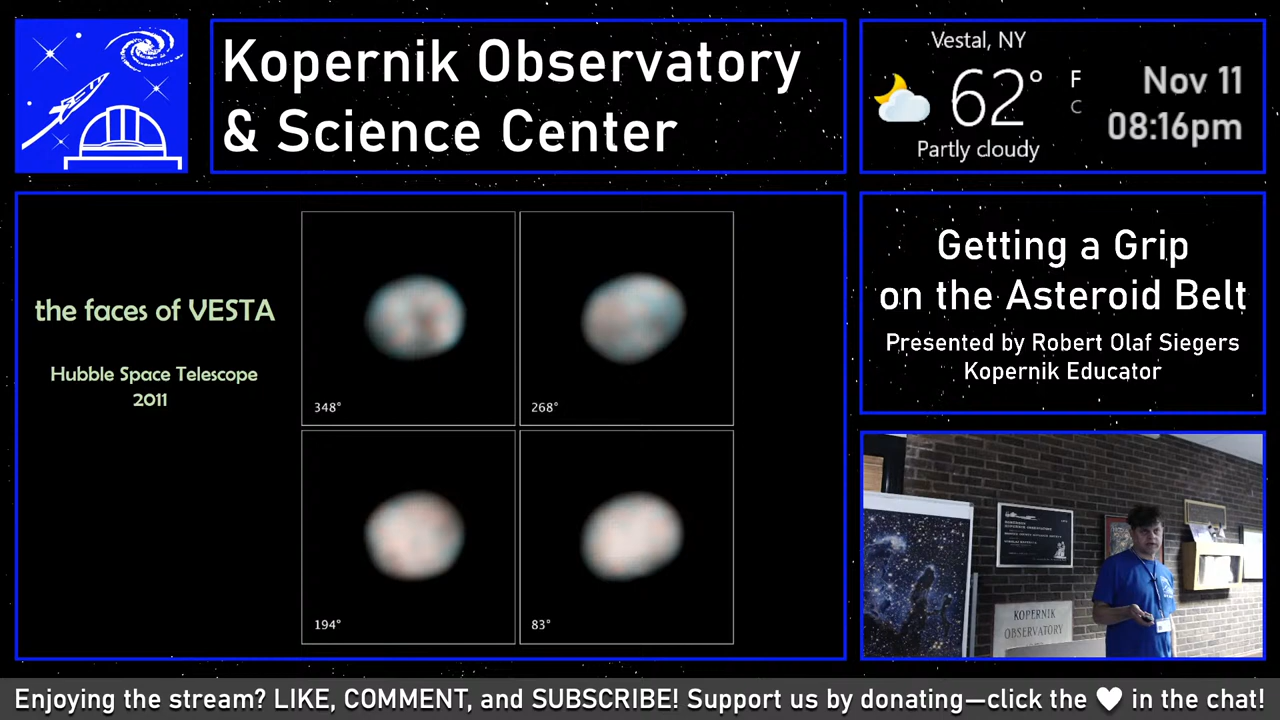 Kopernik Observatory
& Science Center
Vestal, NY
62°
F
C
Partly cloudy
Nov 11
08:16pm
the faces of VESTA
Hubble Space Telescope
2011
348°
268°
194°
83°
Getting a Grip
on the Asteroid Belt
Presented by Robert Olaf Siegers
Kopernik Educator
KOPERNIK
OBSERVATORY
Enjoying the stream? LIKE, COMMENT, and SUBSCRIBE! Support us by donating—click the ♥ in the chat!